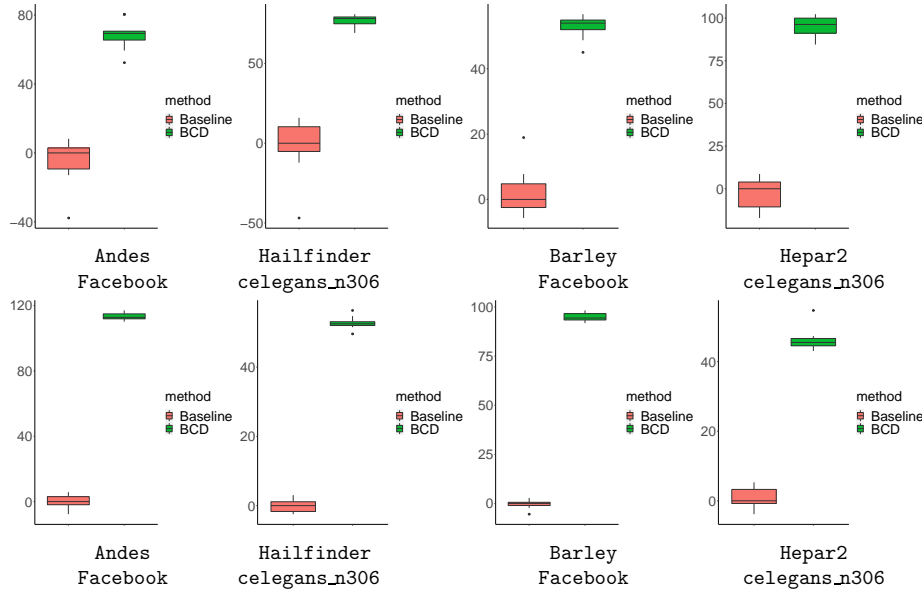 80
40
0
−40
method
Baseline
BCD
Andes
Facebook
50
0
−50
method
Baseline
BCD
Hailfinder
celegans_n306
40
20
0
method
Baseline
BCD
Barley
Facebook
100
75
50
25
0
method
Baseline
BCD
Hepar2
celegans_n306
120
80
40
0
method
Baseline
BCD
Andes
Facebook
40
20
0
method
Baseline
BCD
Hailfinder
celegans_n306
100
75
50
25
0
method
Baseline
BCD
Barley
Facebook
40
20
0
method
Baseline
BCD
Hepar2
celegans_n306